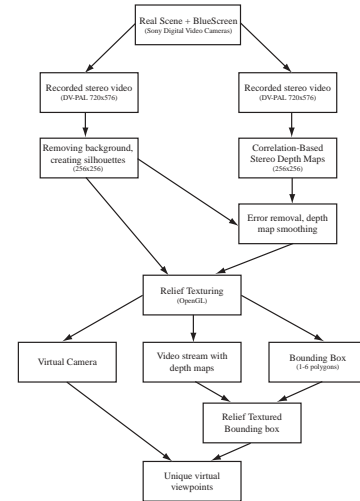 Real Scene + BlueScreen
(Sony Digital Video Cameras)
Recorded stereo video
(DV-PAL 720x576)
Recorded stereo video
(DV-PAL 720x576)
Removing background,
creating silhouettes
(256x256)
Correlation-Based
Stereo Depth Maps
(256x256)
Error removal, depth
map smoothing
Relief Texturing
(OpenGL)
Virtual Camera
Video stream with
depth maps
Bounding Box
(1-6 polygons)
Relief Textured
Bounding box
Unique virtual
viewpoints